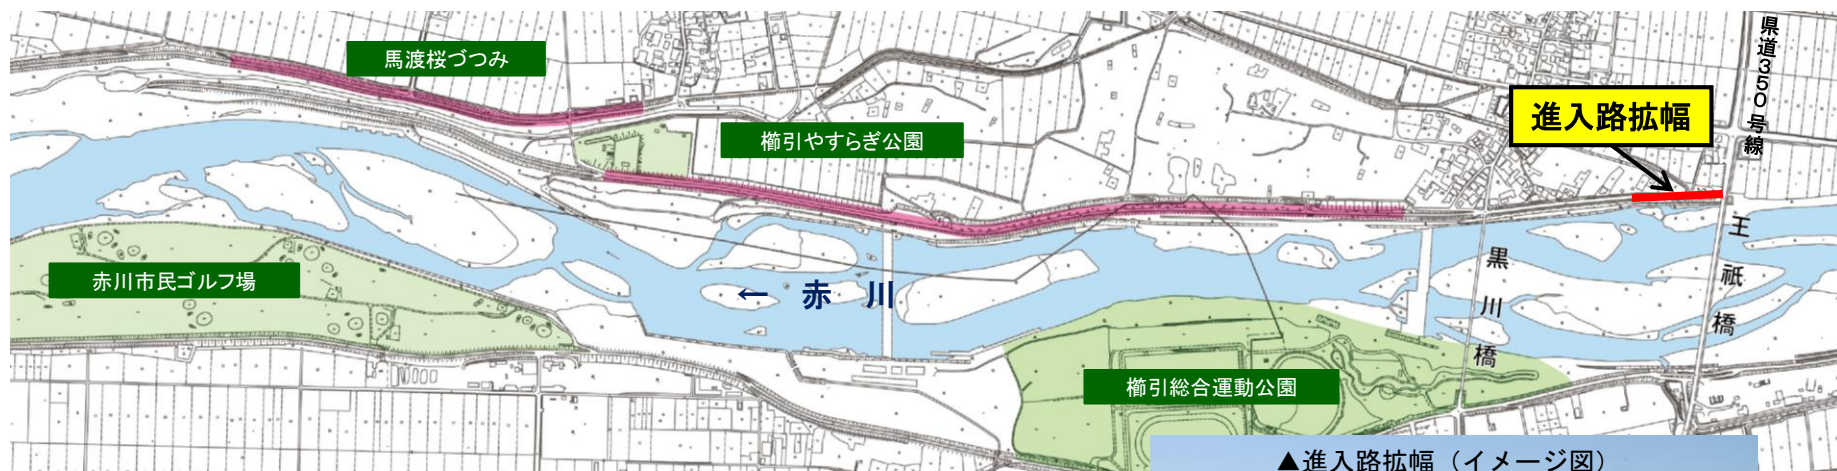 馬渡桜づつみ
県道350号線
進入路拡幅
櫛引やすらぎ公園
王祇橋
黒川橋
赤川市民ゴルフ場
← 赤川
櫛引総合運動公園
▲進入路拡幅（イメージ図）